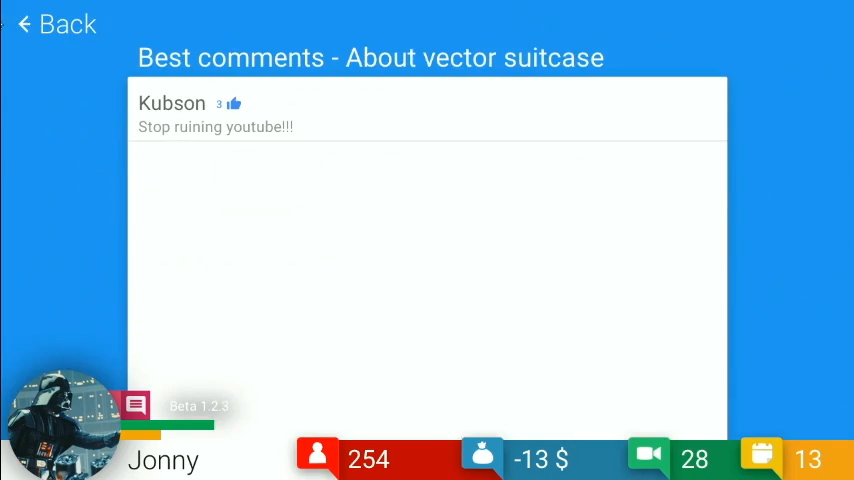 Back
Best comments - About vector suitcase
Kubson 3
Stop ruining youtube!!!
Beta 1.2.3
Jonny 254 -13 $ 28 13